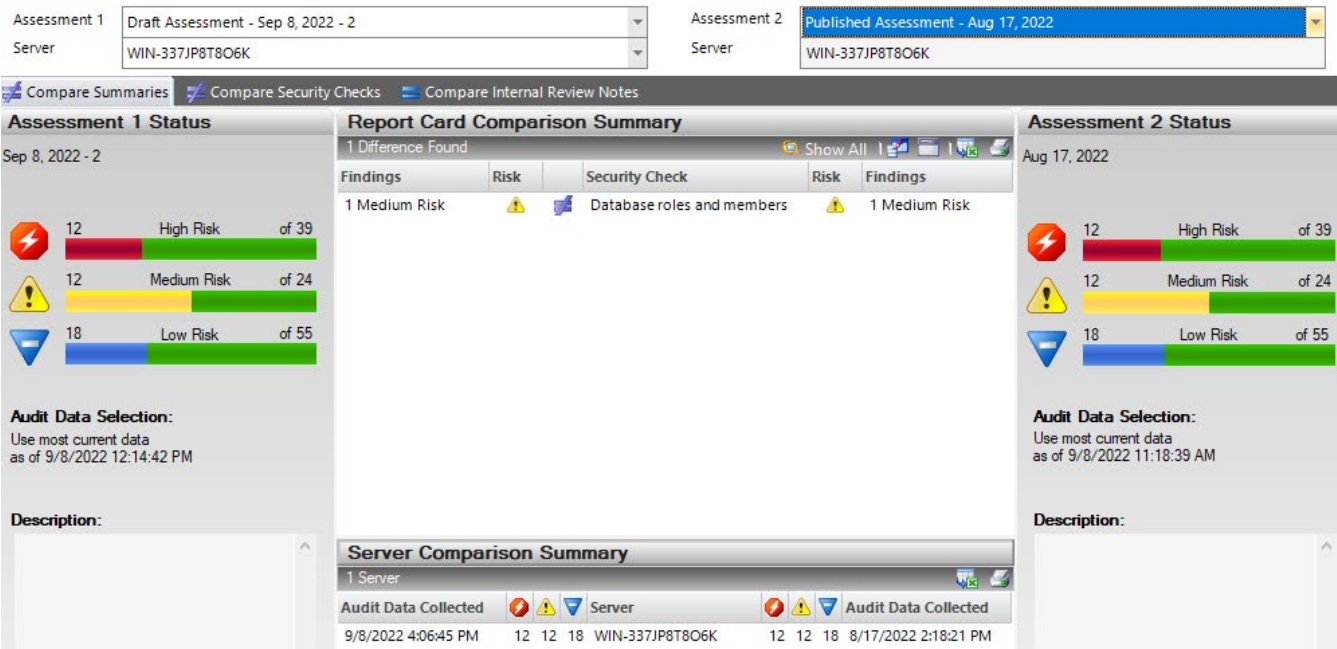 Assessment 1 Draft Assessment - Sep 8, 2022 - 2 Assessment 2 Published Assessment - Aug 17, 2022
Server WIN-337JP8T8O6K Server WIN-337JP8T8O6K
Compare Summaries Compare Security Checks Compare Internal Review Notes
Assessment 1 Status
Sep 8, 2022 - 2
12 High Risk of 39
12 Medium Risk of 24
18 Low Risk of 55
Audit Data Selection:
Use most current data
as of 9/8/2022 12:14:42 PM
Description:
Report Card Comparison Summary
1 Difference Found Show All
Findings Risk Security Check Risk Findings
1 Medium Risk Database roles and members 1 Medium Risk
Server Comparison Summary
1 Server
Audit Data Collected Server Audit Data Collected
9/8/2022 4:06:45 PM 12 12 18 WIN-337JP8T8O6K 12 12 18 8/17/2022 2:18:21 PM
Assessment 2 Status
Aug 17, 2022
12 High Risk of 39
12 Medium Risk of 24
18 Low Risk of 55
Audit Data Selection:
Use most current data
as of 9/8/2022 11:18:39 AM
Description: